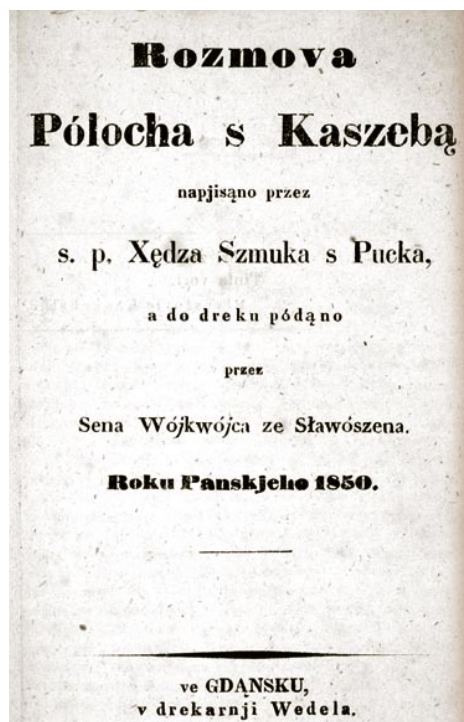 Rozmova
Pólocha s Kaszebą
napjisąno przez
s. p. Xędza Szmuka s Pucka,
a do dreku pódąno
przez
Sena Wójkwójca ze Sławószena.
Roku Panskjeho 1850.
ve GDĄNSKU,
v drekarnji Wedela.